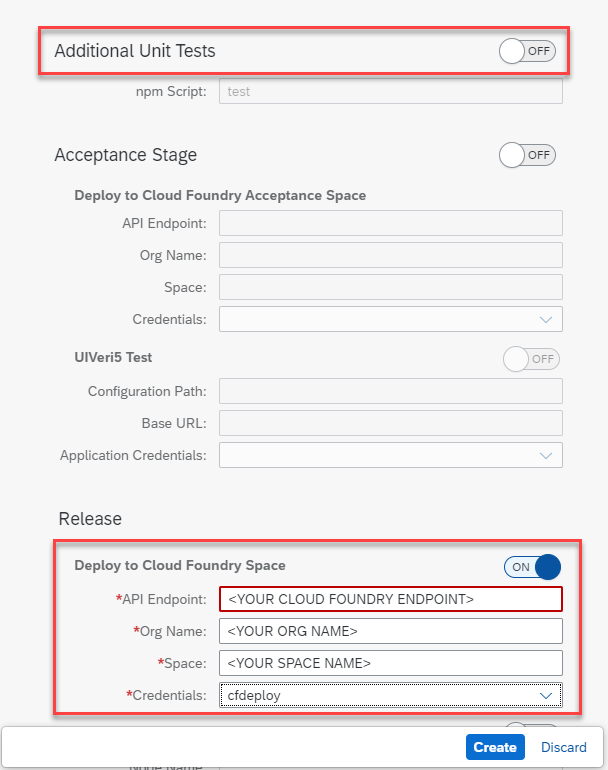 Additional Unit Tests OFF
npm Script: test
Acceptance Stage OFF
Deploy to Cloud Foundry Acceptance Space
API Endpoint:
Org Name:
Space:
Credentials:
UIVeri5 Test OFF
Configuration Path:
Base URL:
Application Credentials:
Release
Deploy to Cloud Foundry Space ON
*API Endpoint: <YOUR CLOUD FOUNDRY ENDPOINT>
*Org Name: <YOUR ORG NAME>
*Space: <YOUR SPACE NAME>
*Credentials: cfdeploy
Create Discard